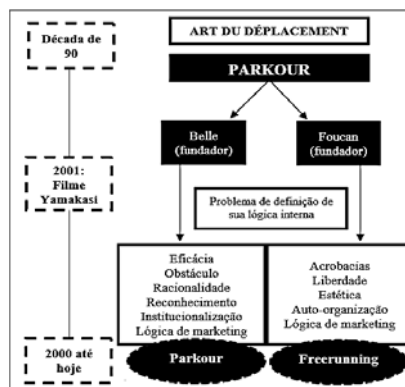 Década de
90
ART DU DÉPLACEMENT
PARKOUR
Belle
(fundador)
Foucan
(fundador)
2001:
Filme
Yamakasi
Problema de definição de
sua lógica interna
Eficácia
Obstáculo
Racionalidade
Reconhecimento
Institucionalização
Lógica de marketing
Acrobacias
Liberdade
Estética
Auto-organização
Lógica de marketing
2000 até
hoje
Parkour
Freerunning